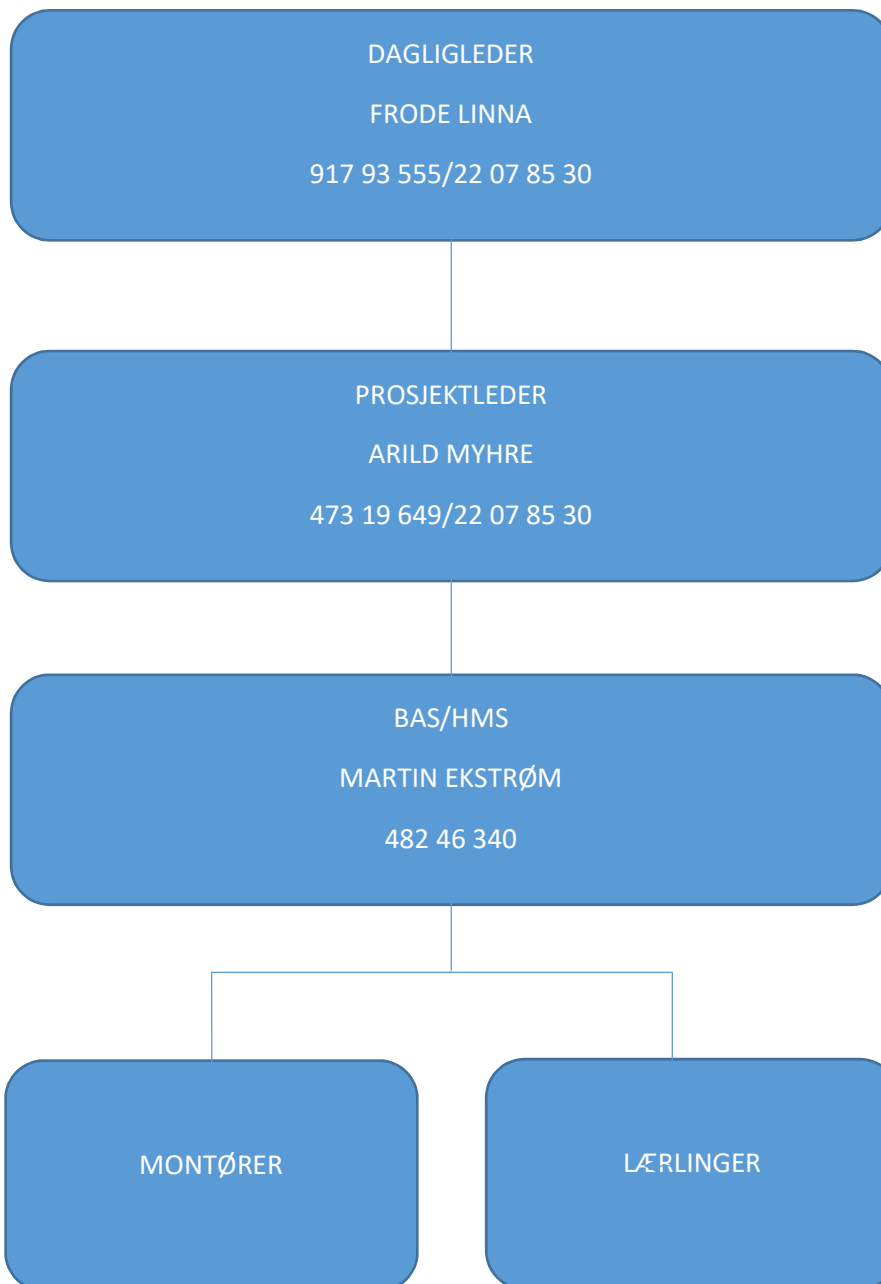 DAGLIGLEDER
FRODE LINNA
917 93 555/22 07 85 30
PROSJEKTLEDER
ARILD MYHRE
473 19 649/22 07 85 30
BAS/HMS
MARTIN EKSTRØM
482 46 340
MONTØRER
LÆRLINGER